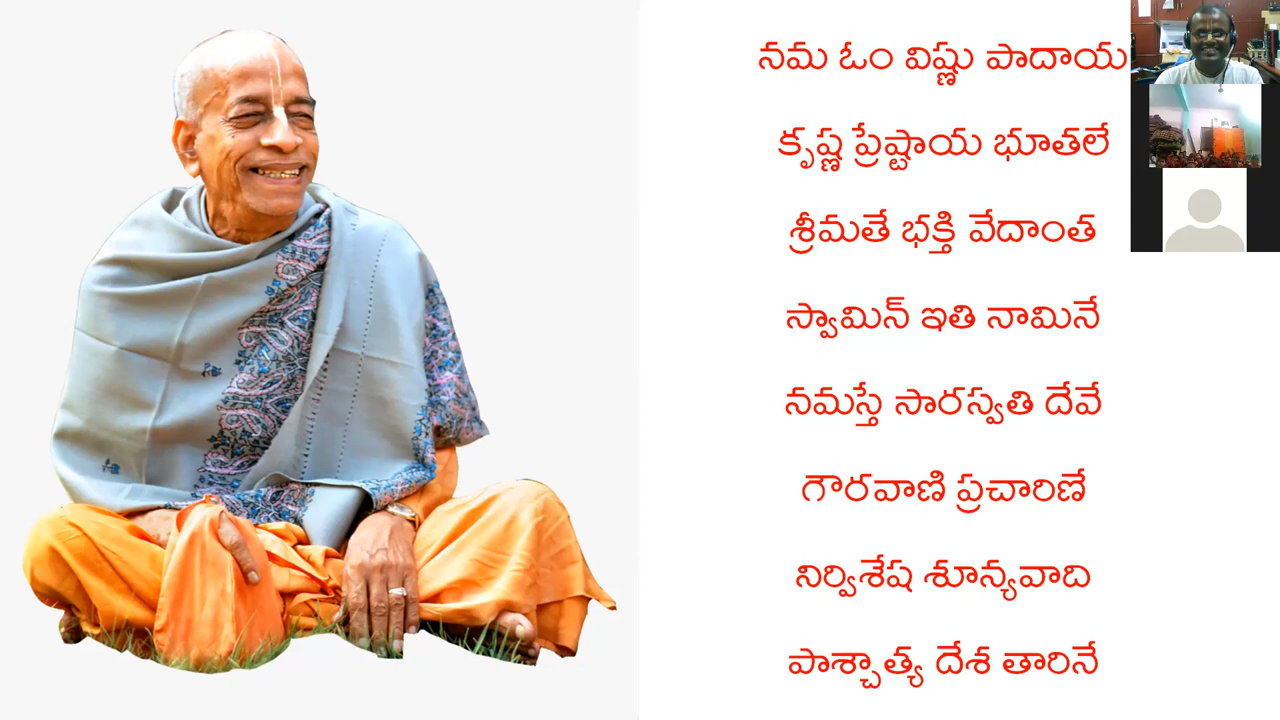 నమ ఓం విష్ణు పాదాయ
కృష్ణ ప్రేష్టాయ భూతలే
శ్రీమతే భక్తి వేదాంత
స్వామిన్ ఇతి నామినే
నమస్తే సారస్వతి దేవే
గౌరవాణి ప్రచారిణే
నిర్విశేష శూన్యవాది
పాశ్చాత్య దేశ తారినే